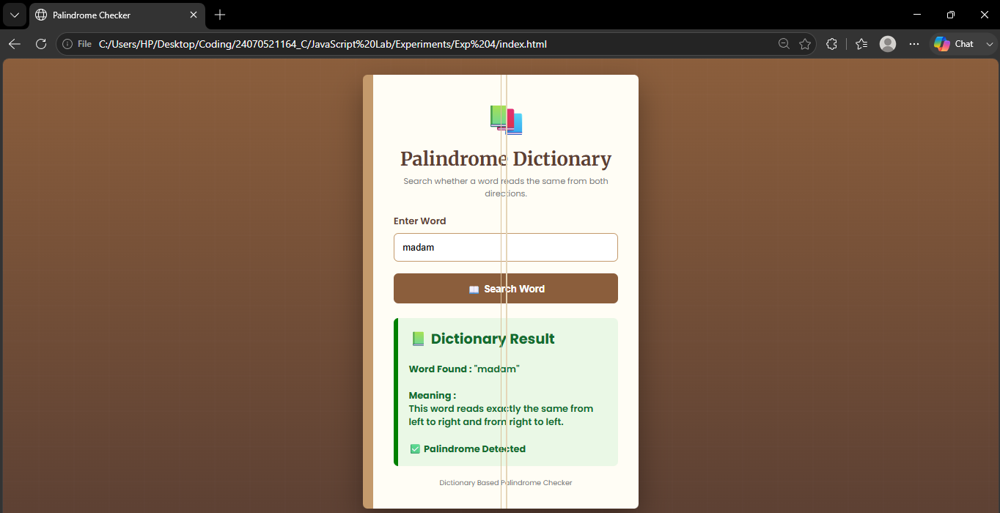 Palindrome Checker
File C:/Users/HP/Desktop/Coding/24070521164_C/JavaScript%20Lab/Experiments/Exp%204/index.html
Chat
Palindrome Dictionary
Search whether a word reads the same from both
directions.
Enter Word
madam
Search Word
Dictionary Result
Word Found : "madam"
Meaning :
This word reads exactly the same from
left to right and from right to left.
Palindrome Detected
Dictionary Based Palindrome Checker